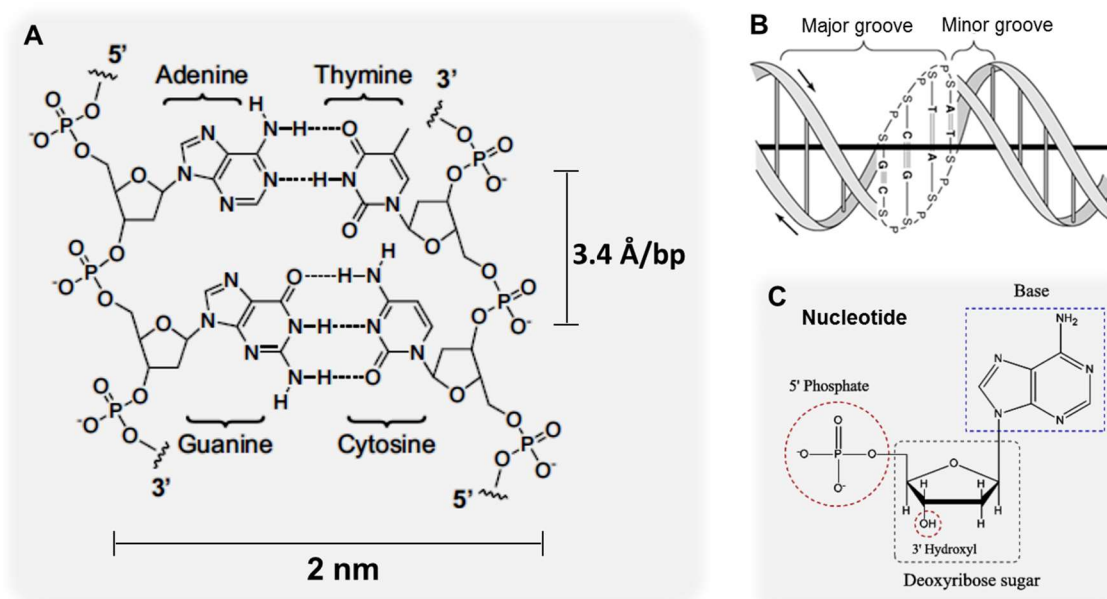 A
5'
Adenine
Thymine
3'
H
N
N-H
O
O
P
O
-O
O
O
N
N
N
N
H-N
N
O
O
O
P
O
O-
3.4 Å/bp
H
O
H-N
N
N
N
N
N-H
N
N
O
N-H
O
H
O
P
O
-O
O
O
O
O
P
O
O-
O
O
O
P
O
-O
O
O
O
P
O
O-
Guanine
Cytosine
3'
5'
2 nm
B
Major groove
Minor groove
P
S
P
S
P
S
P
S
G
C
S
P
C
G
S
P
T
A
S
P
A
T
S
P
C
Nucleotide
Base
NH₂
N
N
N
N
5' Phosphate
O
-O
P
O
O-
O
H
H
H
H
H
OH
3' Hydroxyl
Deoxyribose sugar